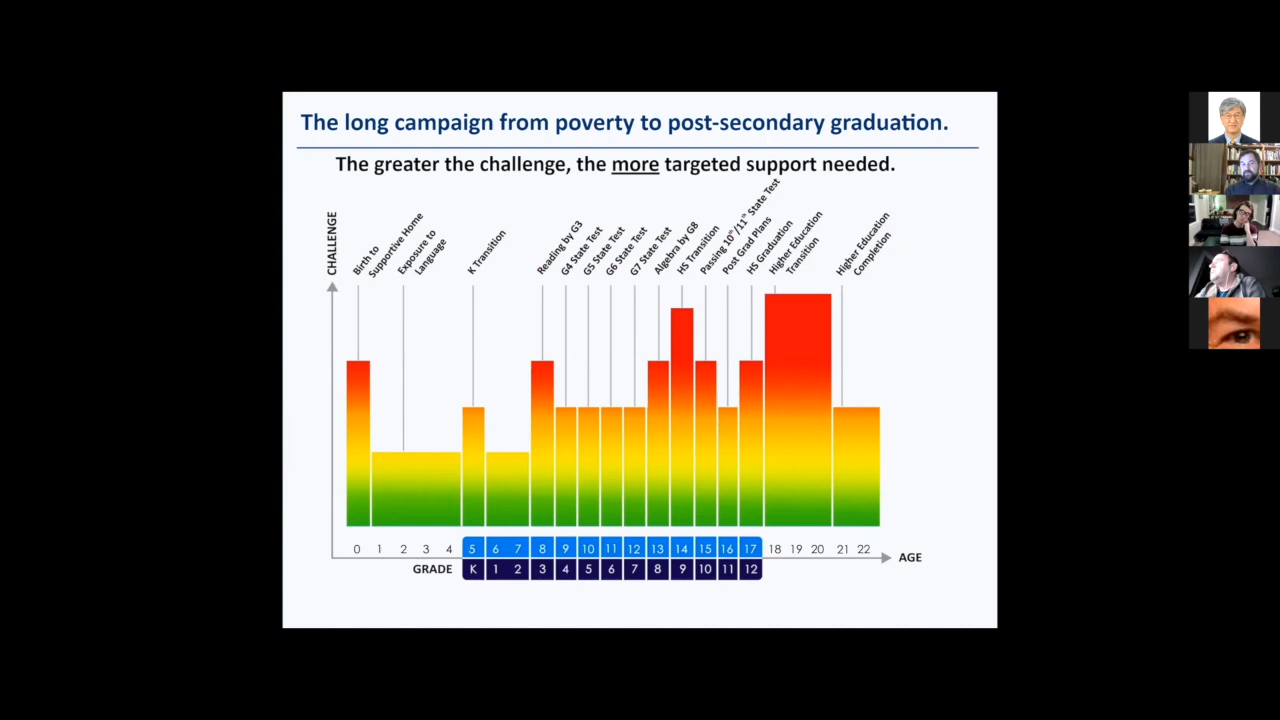 The long campaign from poverty to post-secondary graduation.
The greater the challenge, the more targeted support needed.
CHALLENGE
Birth to
Supportive Home
Exposure to
Language
K Transition
Reading by G3
G4 State Test
G5 State Test
G6 State Test
G7 State Test
Algebra by G8
HS Transition
Passing 10th/11th State Test
Post Grad Plans
HS Graduation
Higher Education
Transition
Higher Education
Completion
0 1 2 3 4 5 6 7 8 9 10 11 12 13 14 15 16 17 18 19 20 21 22
AGE
GRADE K 1 2 3 4 5 6 7 8 9 10 11 12